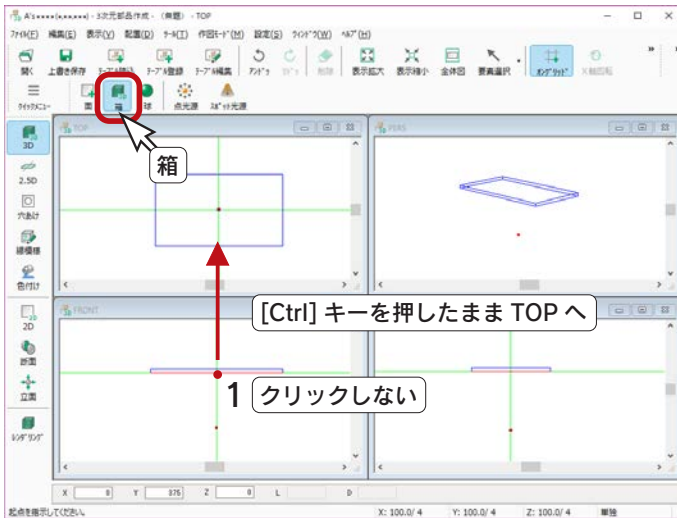 A's****(*,**,***) - 3次元部品作成 - (無題) - TOP
ﾌｧｲﾙ(F) 編集(E) 表示(V) 配置(D) ﾂｰﾙ(T) 作図ﾓｰﾄﾞ(M) 設定(S) ｳｨﾝﾄﾞｳ(W) ﾍﾙﾌﾟ(H)
開く 上書き保存 ﾃｰﾌﾞﾙ登録 ﾃｰﾌﾞﾙ編集 ｱﾝﾄﾞｩ 削除 表示拡大 表示縮小 全体図 要素選択 ｵﾝｸﾞﾘｯﾄﾞ X軸回転
ｸｲｯｸﾒﾆｭｰ 面 箱 球 点光源 ｽﾎﾟｯﾄ光源
3D
2.5D
穴あけ
線模様
色付け
2D
断面
立面
ﾚﾝﾀﾞﾘﾝｸﾞ
TOP
PERS
箱
[Ctrl] キーを押したまま TOP へ
FRONT
1 クリックしない
X 0 Y 375 Z 0 L D
起点を指示してください。 X: 100.0/ 4 Y: 100.0/ 4 Z: 100.0/ 4 単独